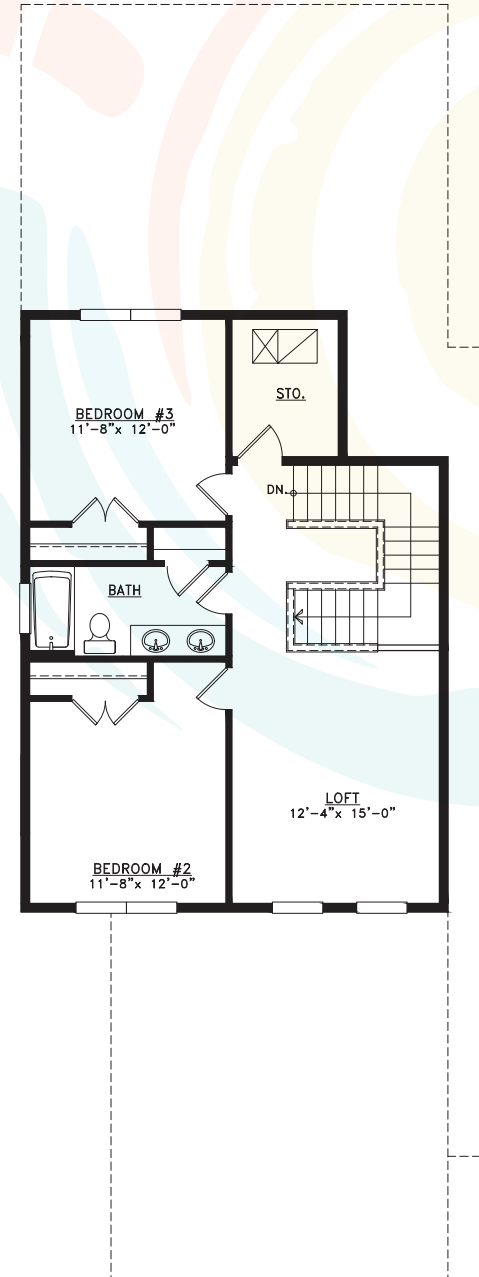 STO.
BEDROOM #3
11'-8"x 12'-0"
DN.
BATH
LOFT
12'-4"x 15'-0"
BEDROOM #2
11'-8"x 12'-0"